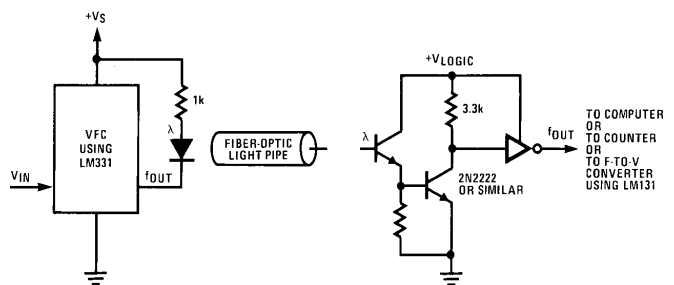 +VS
1k
λ
VFC
USING
LM331
VIN
fOUT
FIBER-OPTIC
LIGHT PIPE
+VLOGIC
3.3k
λ
2N2222
OR SIMILAR
fOUT
TO COMPUTER
OR
TO COUNTER
OR
TO F-TO-V
CONVERTER
USING LM131